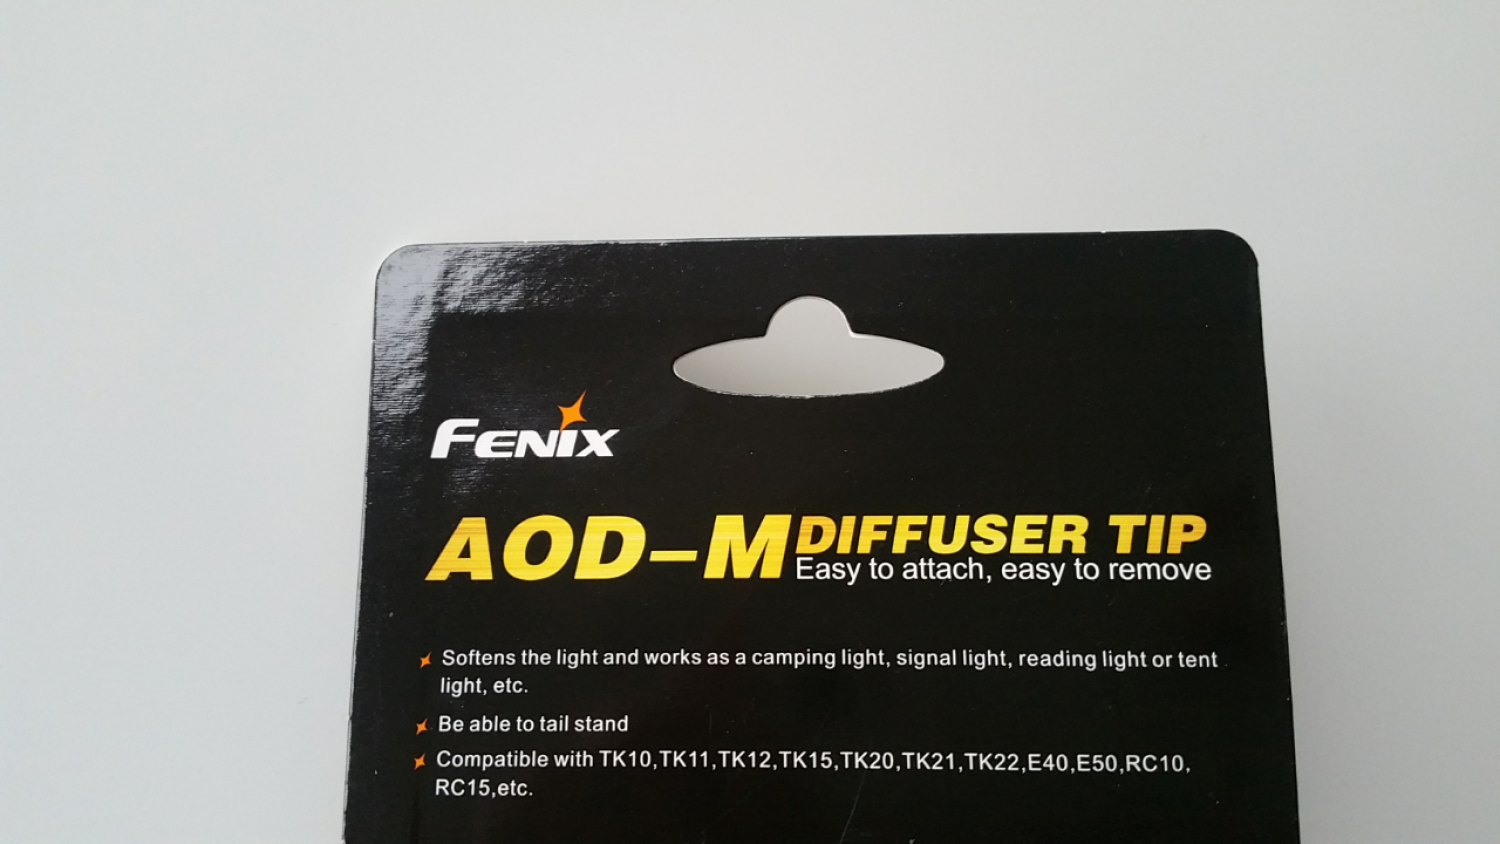 FENIX
AOD-M DIFFUSER TIP
Easy to attach, easy to remove
Softens the light and works as a camping light, signal light, reading light or tent
light, etc.
Be able to tail stand
Compatible with TK10,TK11,TK12,TK15,TK20,TK21,TK22,E40,E50,RC10,
RC15,etc.